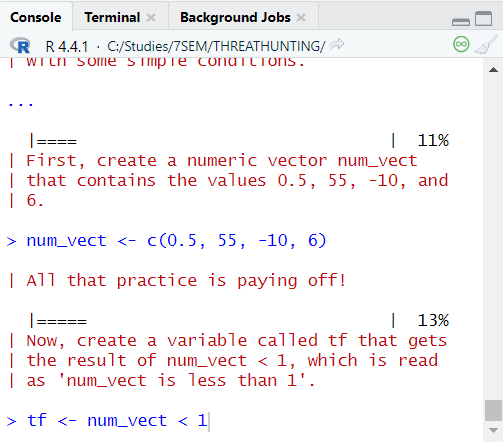 Console Terminal Background Jobs
R R 4.4.1 · C:/Studies/7SEM/THREATHUNTING/
| with some simple conditions.
...
|==== | 11%
| First, create a numeric vector num_vect
| that contains the values 0.5, 55, -10, and
| 6.
> num_vect <- c(0.5, 55, -10, 6)
| All that practice is paying off!
|===== | 13%
| Now, create a variable called tf that gets
| the result of num_vect < 1, which is read
| as 'num_vect is less than 1'.
> tf <- num_vect < 1